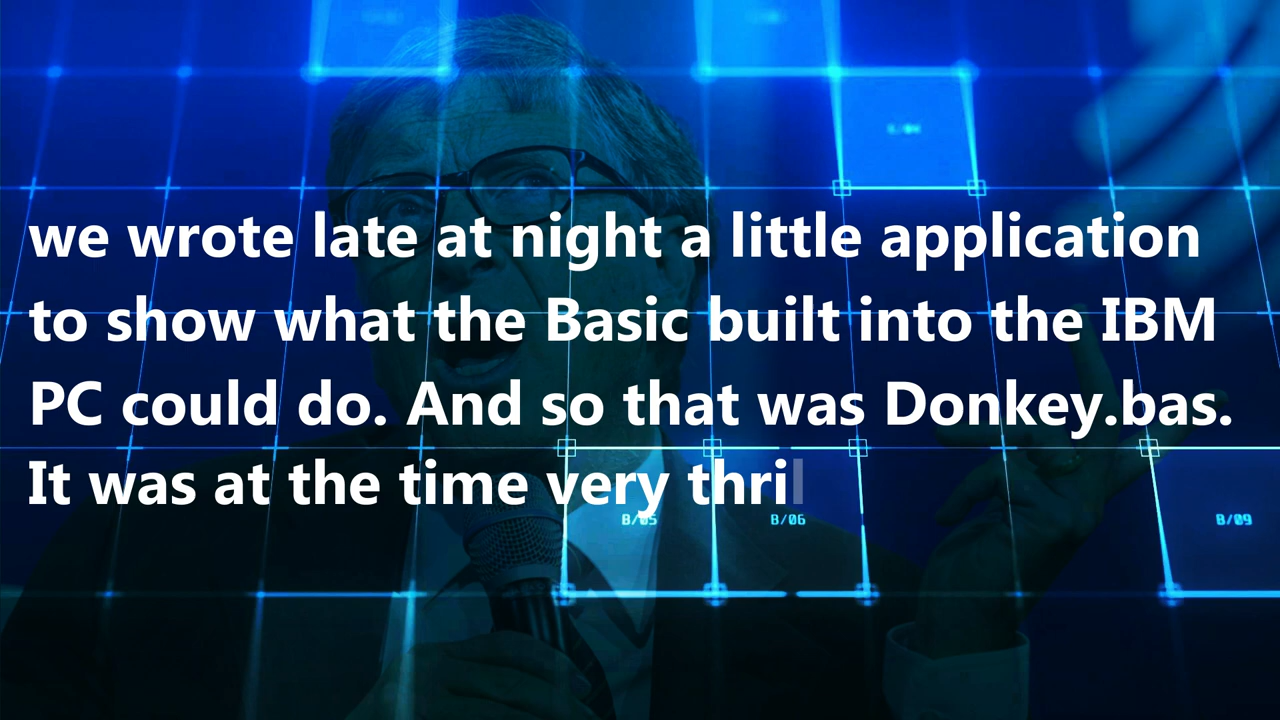 we wrote late at night a little application
to show what the Basic built into the IBM
PC could do. And so that was Donkey.bas.
It was at the time very thril
B/05
B/06
B/09